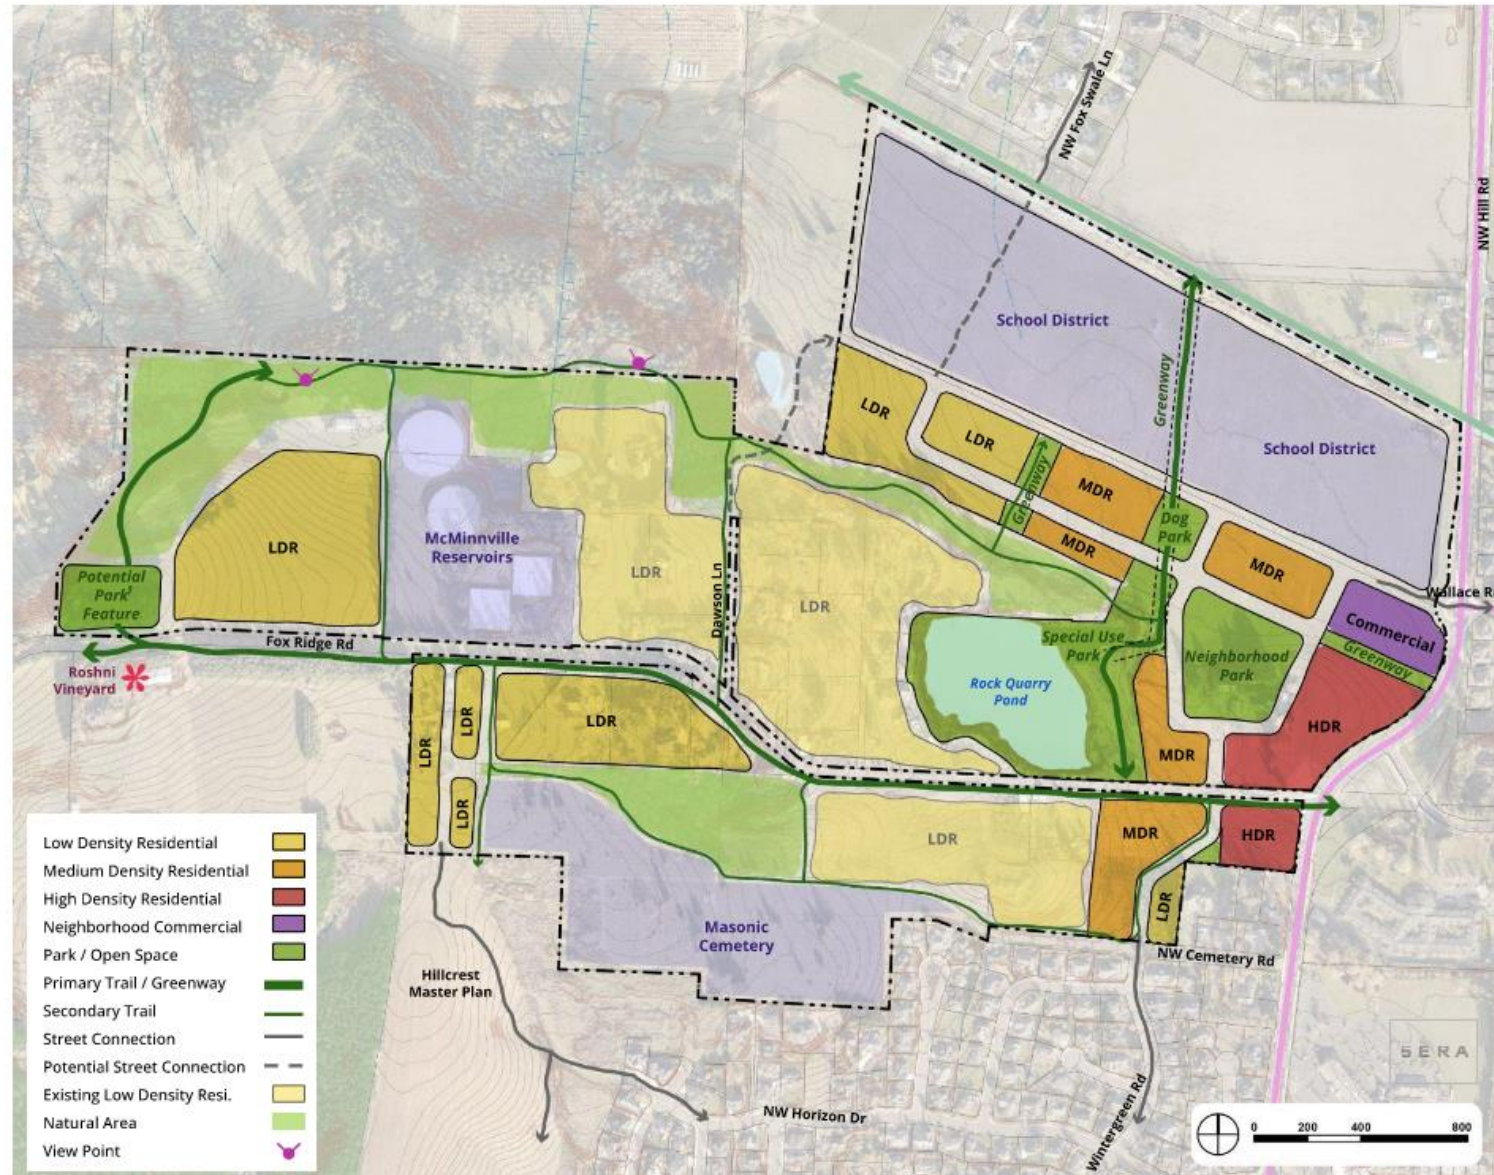 NW Fox Swale Ln
NW Hill Rd
School District
Greenway
School District
LDR
LDR
Greenway
MDR
MDR
Dog
Park
MDR
Wallace R
Commercial
Greenway
McMinnville
Reservoirs
LDR
LDR
Dawson Ln
LDR
Potential
Park¹
Feature
Fox Ridge Rd
Roshni
Vineyard
Special Use
Park
Neighborhood
Park
Rock Quarry
Pond
HDR
MDR
LDR
LDR
LDR
LDR
LDR
MDR
HDR
LDR
NW Cemetery Rd
Masonic
Cemetery
Hillcrest
Master Plan
NW Horizon Dr
Wintergreen Rd
Low Density Residential
Medium Density Residential
High Density Residential
Neighborhood Commercial
Park / Open Space
Primary Trail / Greenway
Secondary Trail
Street Connection
Potential Street Connection
Existing Low Density Resi.
Natural Area
View Point
SERA
0 200 400 800